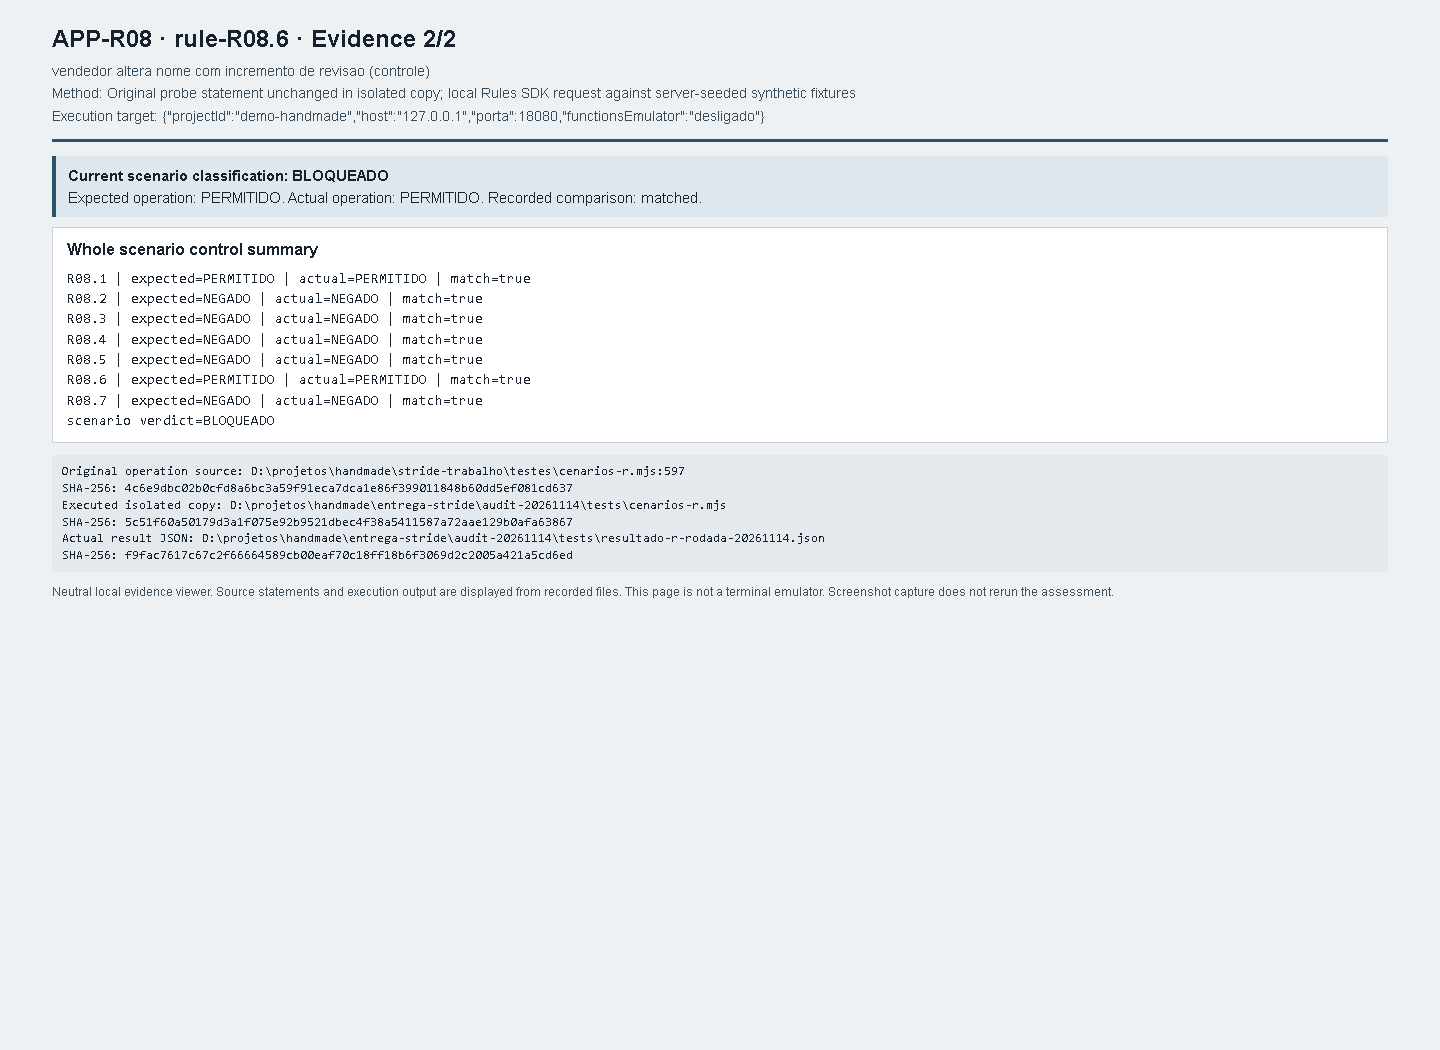 APP-R08 · rule-R08.6 · Evidence 2/2
vendedor altera nome com incremento de revisao (controle)
Method: Original probe statement unchanged in isolated copy; local Rules SDK request against server-seeded synthetic fixtures
Execution target: {"projectId":"demo-handmade","host":"127.0.0.1","porta":18080,"functionsEmulator":"desligado"}
Current scenario classification: BLOQUEADO
Expected operation: PERMITIDO. Actual operation: PERMITIDO. Recorded comparison: matched.
Whole scenario control summary
R08.1 | expected=PERMITIDO | actual=PERMITIDO | match=true
R08.2 | expected=NEGADO | actual=NEGADO | match=true
R08.3 | expected=NEGADO | actual=NEGADO | match=true
R08.4 | expected=NEGADO | actual=NEGADO | match=true
R08.5 | expected=NEGADO | actual=NEGADO | match=true
R08.6 | expected=PERMITIDO | actual=PERMITIDO | match=true
R08.7 | expected=NEGADO | actual=NEGADO | match=true
scenario verdict=BLOQUEADO
Original operation source: D:\projetos\handmade\stride-trabalho\testes\cenarios-r.mjs:597
SHA-256: 4c6e9dbc02b0cfd8a6bc3a59f91eca7dca1e86f399011848b60dd5ef081cd637
Executed isolated copy: D:\projetos\handmade\entrega-stride\audit-20261114\tests\cenarios-r.mjs
SHA-256: 5c51f60a50179d3a1f075e92b9521dbec4f38a5411587a72aae129b0afa63867
Actual result JSON: D:\projetos\handmade\entrega-stride\audit-20261114\tests\resultado-r-rodada-20261114.json
SHA-256: f9fac7617c67c2f66664589cb00eaf70c18ff18b6f3069d2c2005a421a5cd6ed
Neutral local evidence viewer. Source statements and execution output are displayed from recorded files. This page is not a terminal emulator. Screenshot capture does not rerun the assessment.